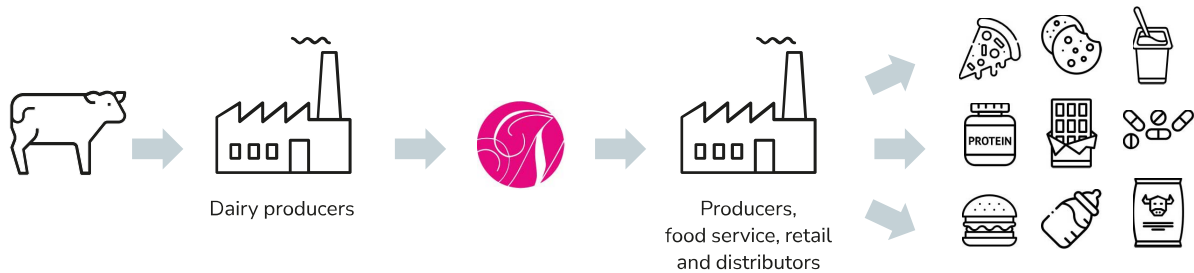 PROTEIN
Dairy producers
Producers,
food service, retail
and distributors